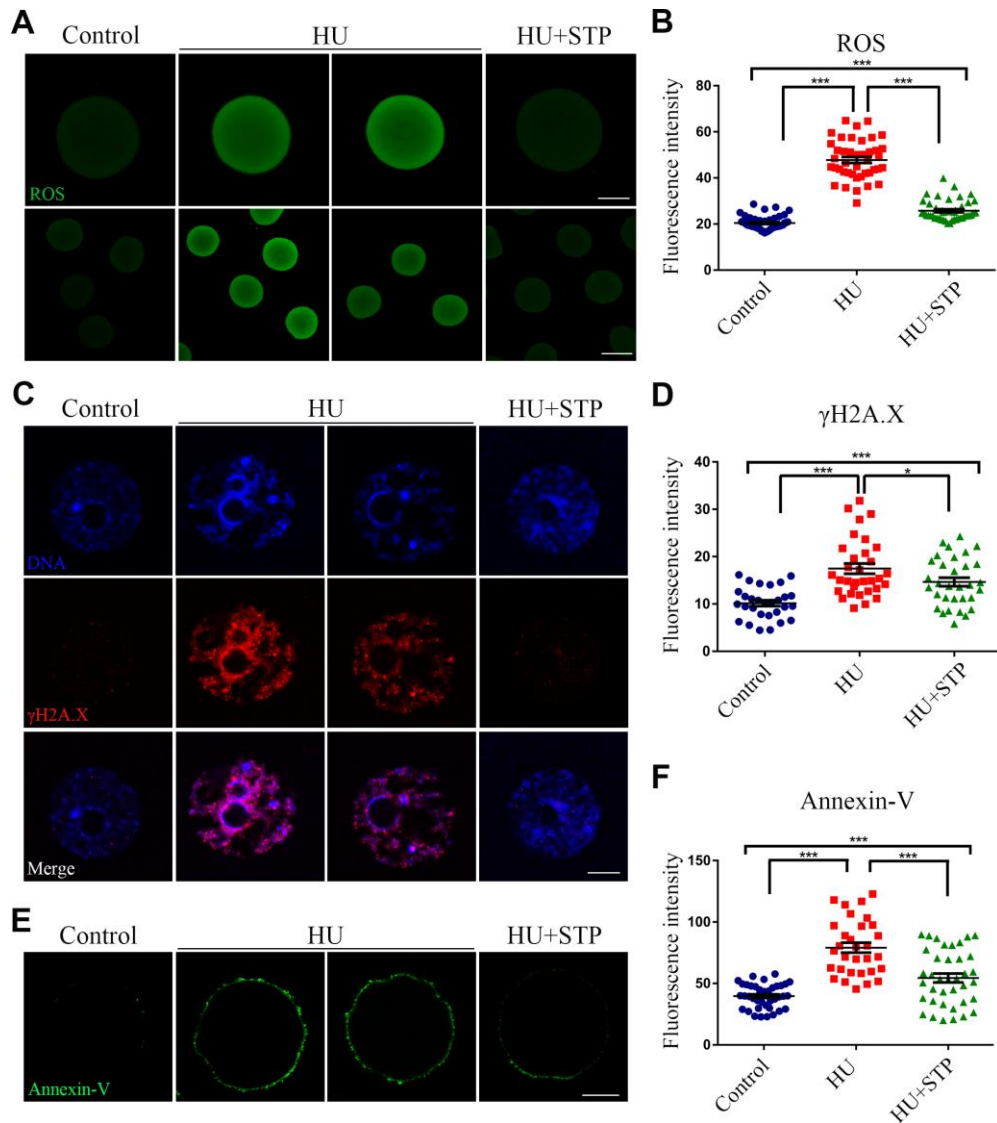 A
Control
HU
HU+STP
ROS
B
ROS
***
*** ***
Fluorescence intensity
80
60
40
20
0
Control
HU
HU+STP
C
Control
HU
HU+STP
DNA
γH2A.X
Merge
D
γH2A.X
***
*** *
Fluorescence intensity
40
30
20
10
0
Control
HU
HU+STP
E
Control
HU
HU+STP
Annexin-V
F
Annexin-V
***
*** ***
Fluorescence intensity
150
100
50
0
Control
HU
HU+STP